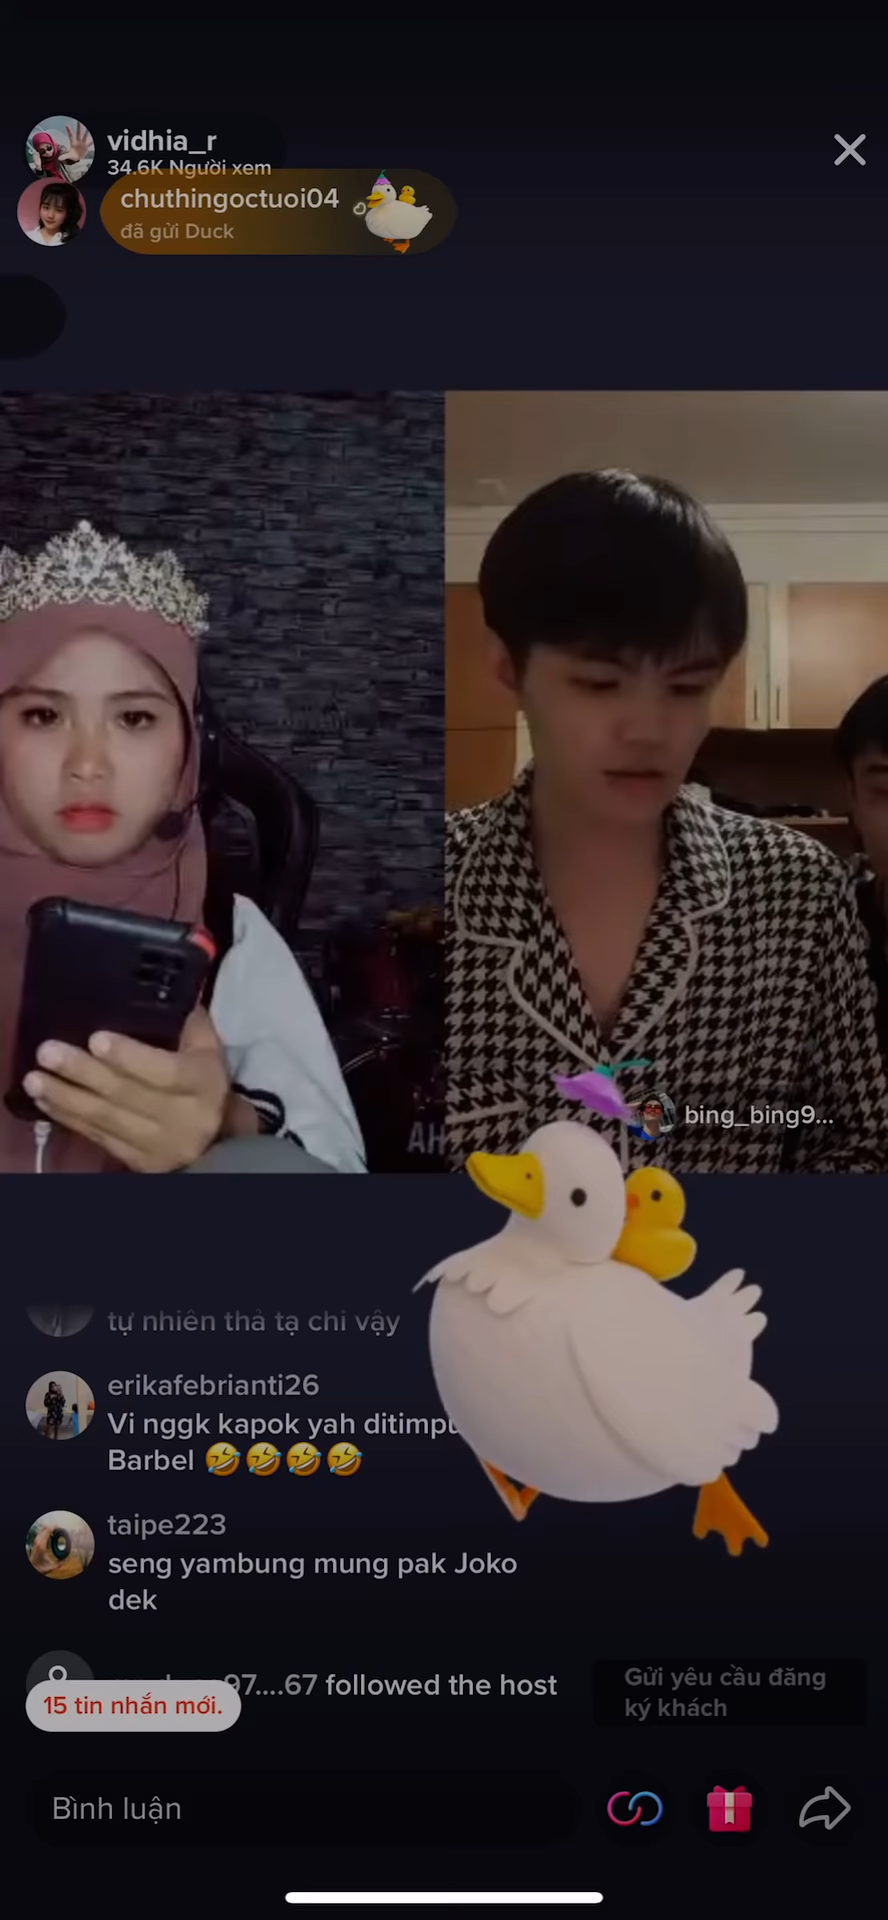 vidhia_r
34.6K Người xem
chuthingoctuoi04
đã gửi Duck
AH
bing_bing9...
tự nhiên thả tạ chi vậy
erikafebrianti26
Vi nggk kapok yah ditimpu
Barbel 🤣🤣🤣🤣
taipe223
seng yambung mung pak Joko
dek
97....67 followed the host
15 tin nhắn mới.
Gửi yêu cầu đăng
ký khách
Bình luận